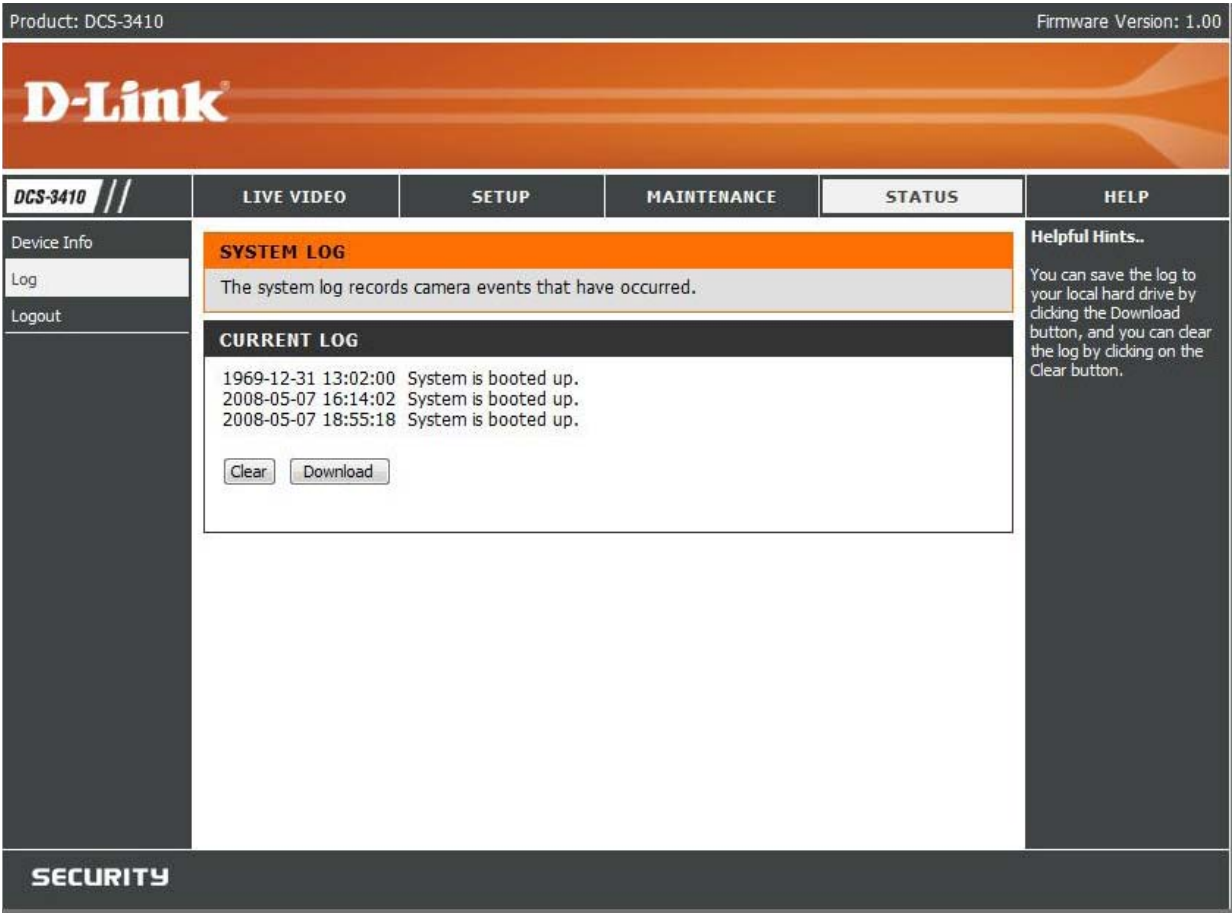 Product: DCS-3410
Firmware Version: 1.00
D-Link
DCS-3410
LIVE VIDEO
SETUP
MAINTENANCE
STATUS
HELP
Device Info
Log
Logout
SYSTEM LOG
The system log records camera events that have occurred.
CURRENT LOG
1969-12-31 13:02:00 System is booted up.
2008-05-07 16:14:02 System is booted up.
2008-05-07 18:55:18 System is booted up.
Clear
Download
Helpful Hints..
You can save the log to
your local hard drive by
clicking the Download
button, and you can clear
the log by clicking on the
Clear button.
SECURITY